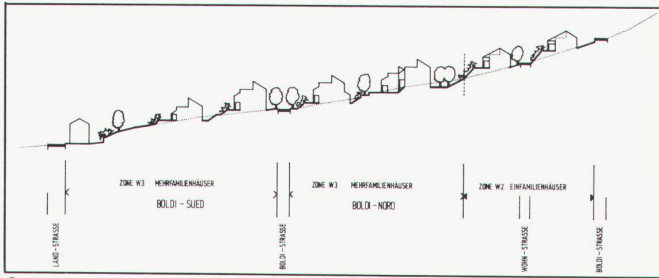 ZONE W3 MEHRFAMILIENHÄUSER
BOLDI - SUED
ZONE W3 MEHRFAMILIENHÄUSER
BOLDI - NORD
ZONE W2 EINFAMILIENHÄUSER
LAND - STRASSE
BOLDI - STRASSE
WOHN - STRASSE
BOLDI - STRASSE